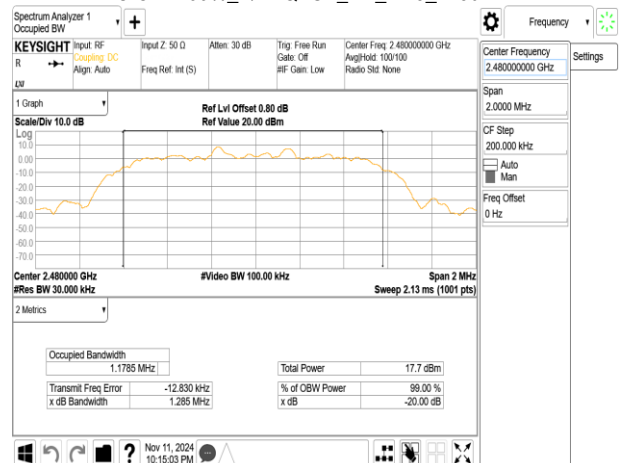 Spectrum Analyzer 1
Occupied BW
Frequency
KEYSIGHT
R
Input: RF
Coupling: DC
Align: Auto
Input Z: 50 Ω
Freq Ref: Int (S)
Atten: 30 dB
Trig: Free Run
Gate: Off
#IF Gain: Low
Center Freq: 2.480000000 GHz
Avg|Hold: 100/100
Radio Std: None
Center Frequency
2.480000000 GHz
Settings
Span
2.0000 MHz
CF Step
200.000 kHz
Auto
Man
Freq Offset
0 Hz
1 Graph
Scale/Div 10.0 dB
Ref Lvl Offset 0.80 dB
Ref Value 20.00 dBm
Log
10.0
0.00
-10.0
-20.0
-30.0
-40.0
-50.0
-60.0
-70.0
Center 2.480000 GHz
#Res BW 30.000 kHz
#Video BW 100.00 kHz
Span 2 MHz
Sweep 2.13 ms (1001 pts)
2 Metrics
Occupied Bandwidth
1.1785 MHz
Total Power 17.7 dBm
Transmit Freq Error -12.830 kHz
% of OBW Power 99.00 %
x dB Bandwidth 1.285 MHz
x dB -20.00 dB
?
Nov 11, 2024
10:15:03 PM